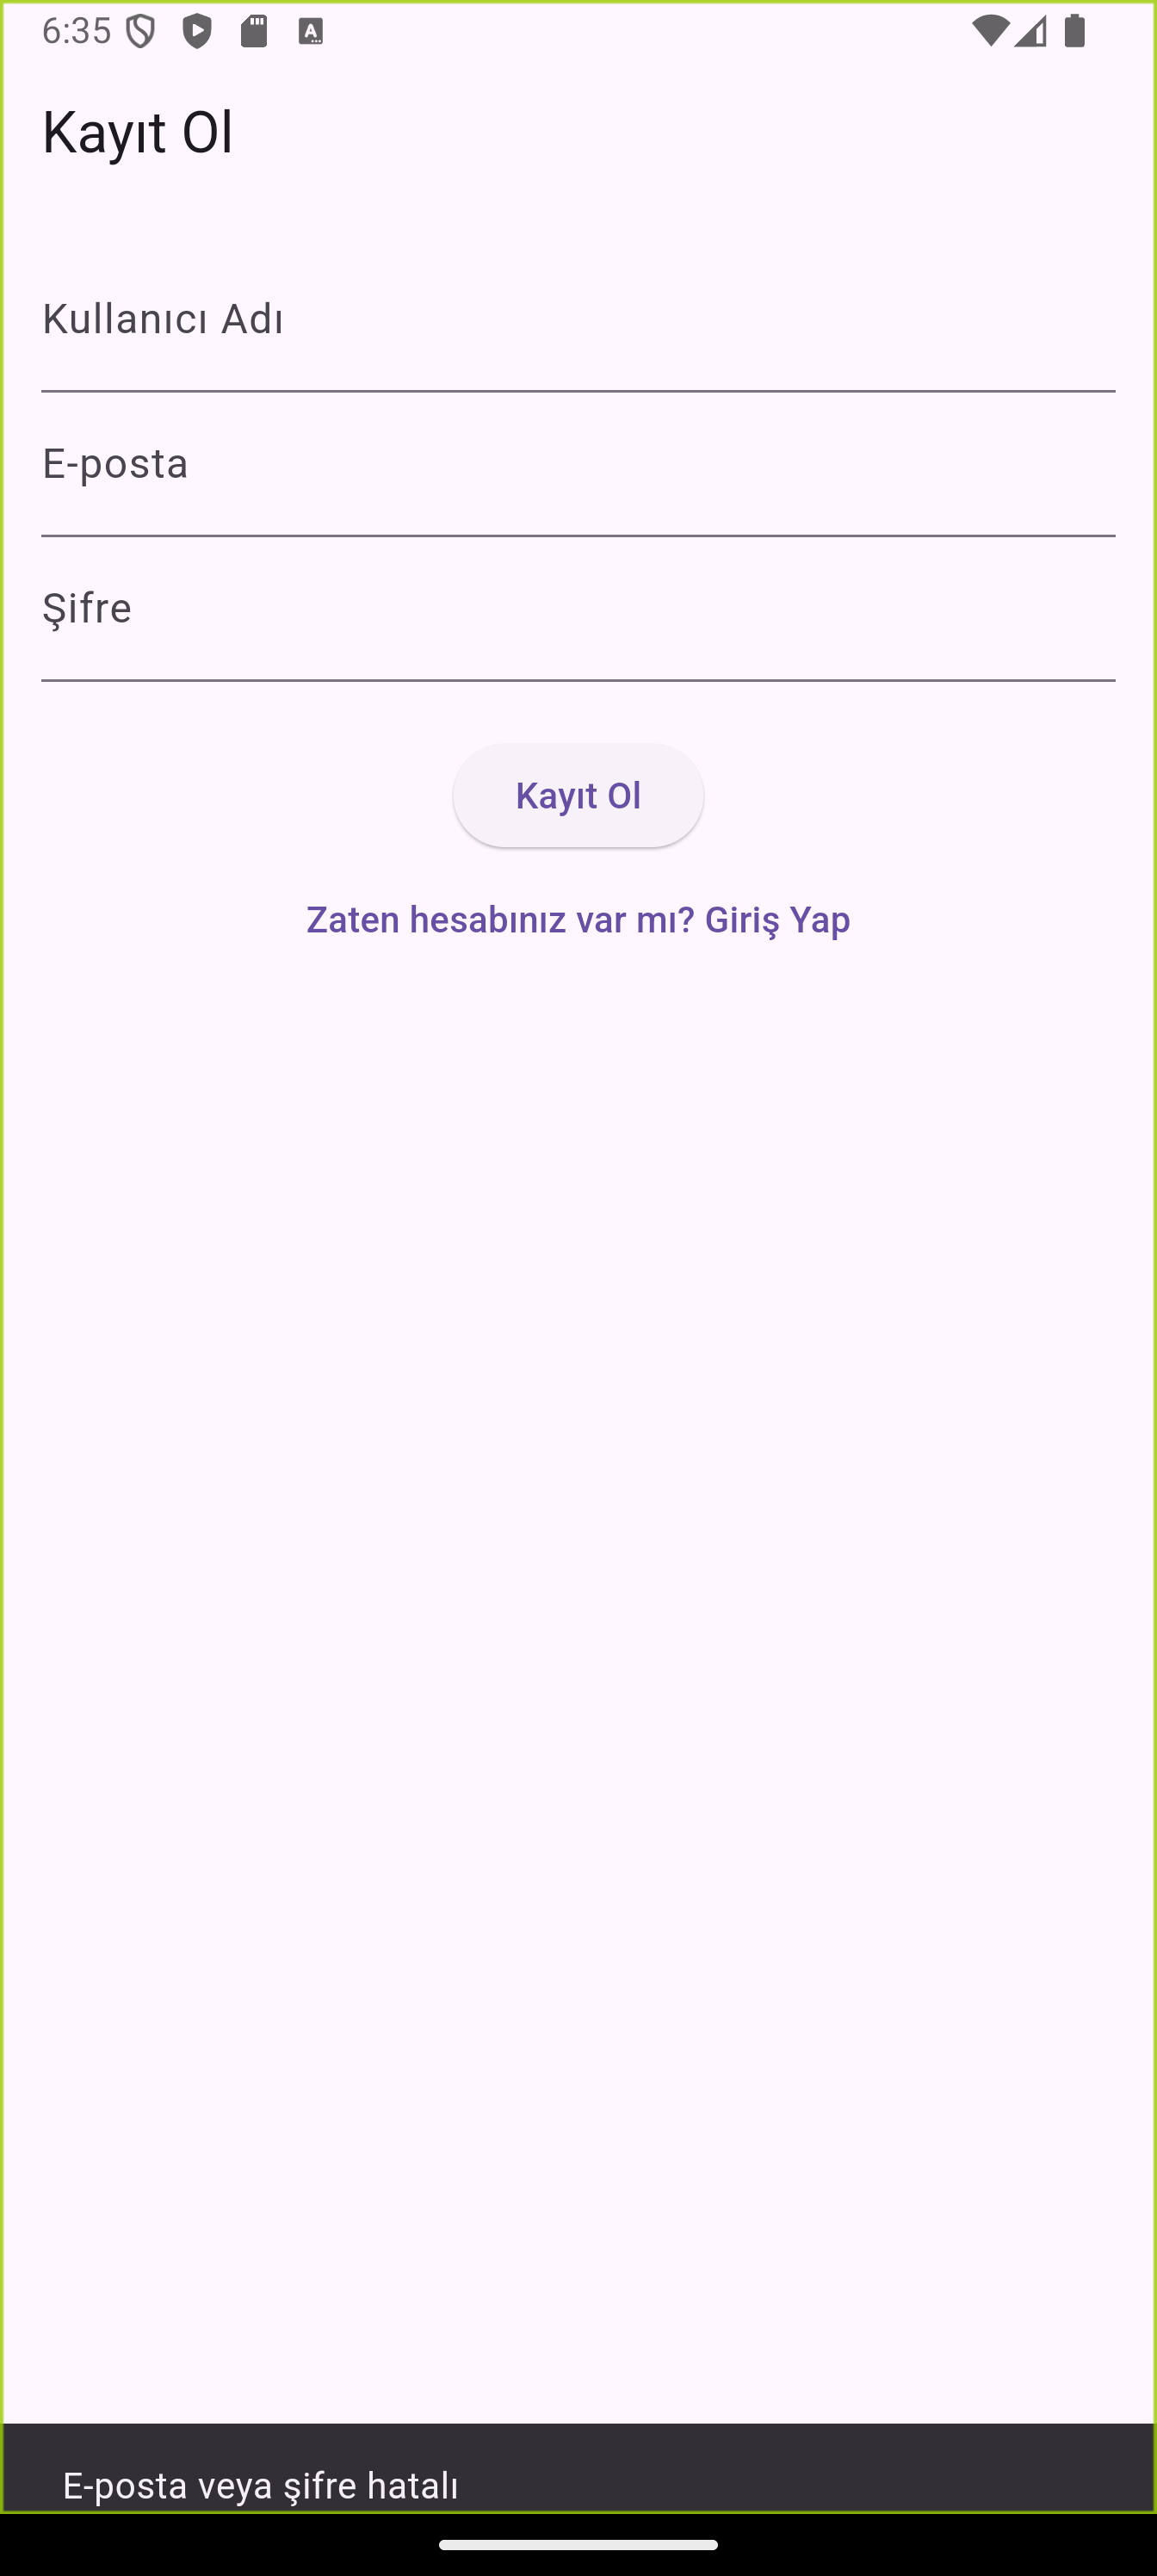 6:35
Kayıt Ol
Kullanıcı Adı
E-posta
Şifre
Kayıt Ol
Zaten hesabınız var mı? Giriş Yap
E-posta veya şifre hatalı